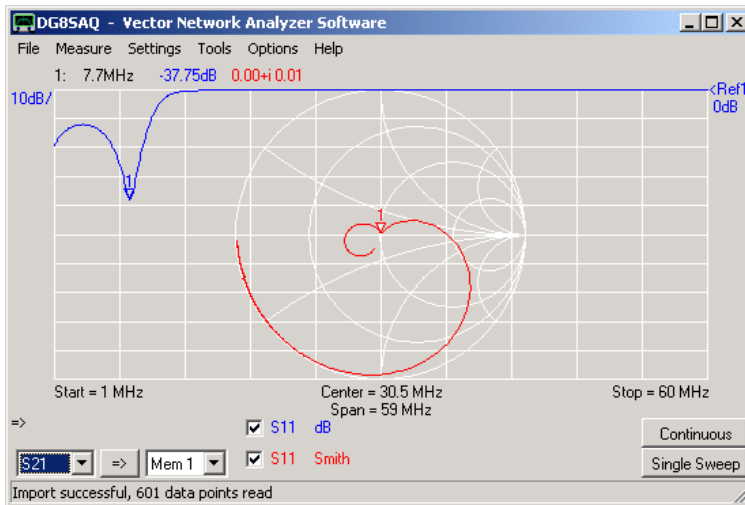 DG8SAQ - Vector Network Analyzer Software
File Measure Settings Tools Options Help
1: 7.7MHz -37.75dB 0.00+i 0.01
10dB/
<Ref1
0dB
1
1
Start = 1 MHz
Center = 30.5 MHz
Stop = 60 MHz
Span = 59 MHz
=>
S11 dB
Continuous
S21
=>
Mem 1
S11 Smith
Single Sweep
Import successful, 601 data points read